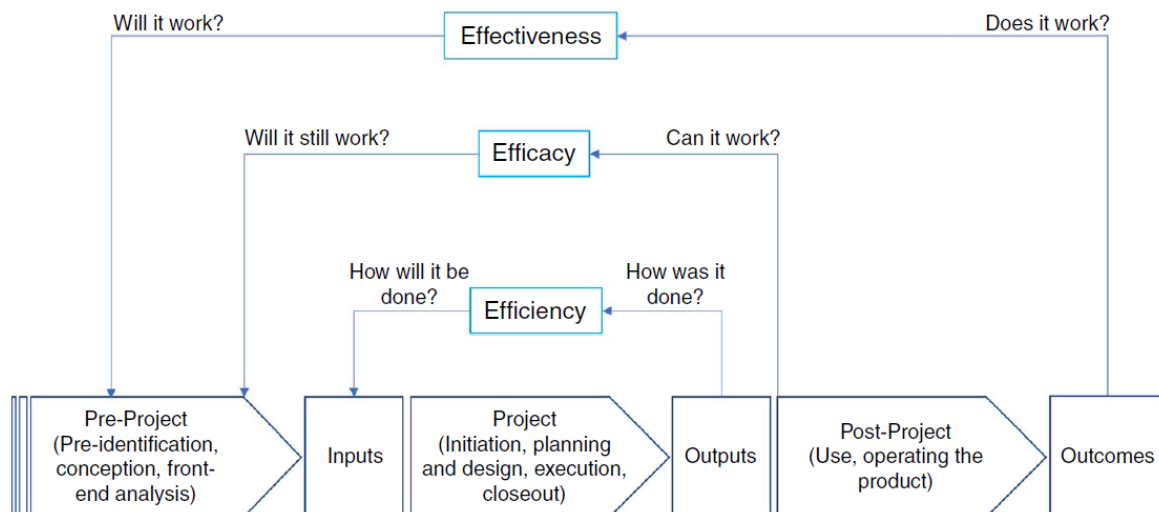 Will it work?
Effectiveness
Does it work?
Will it still work?
Efficacy
Can it work?
How will it be
done?
Efficiency
How was it
done?
Pre-Project
(Pre-identification,
conception, front-
end analysis)
Inputs
Project
(Initiation, planning
and design, execution,
closeout)
Outputs
Post-Project
(Use, operating the
product)
Outcomes